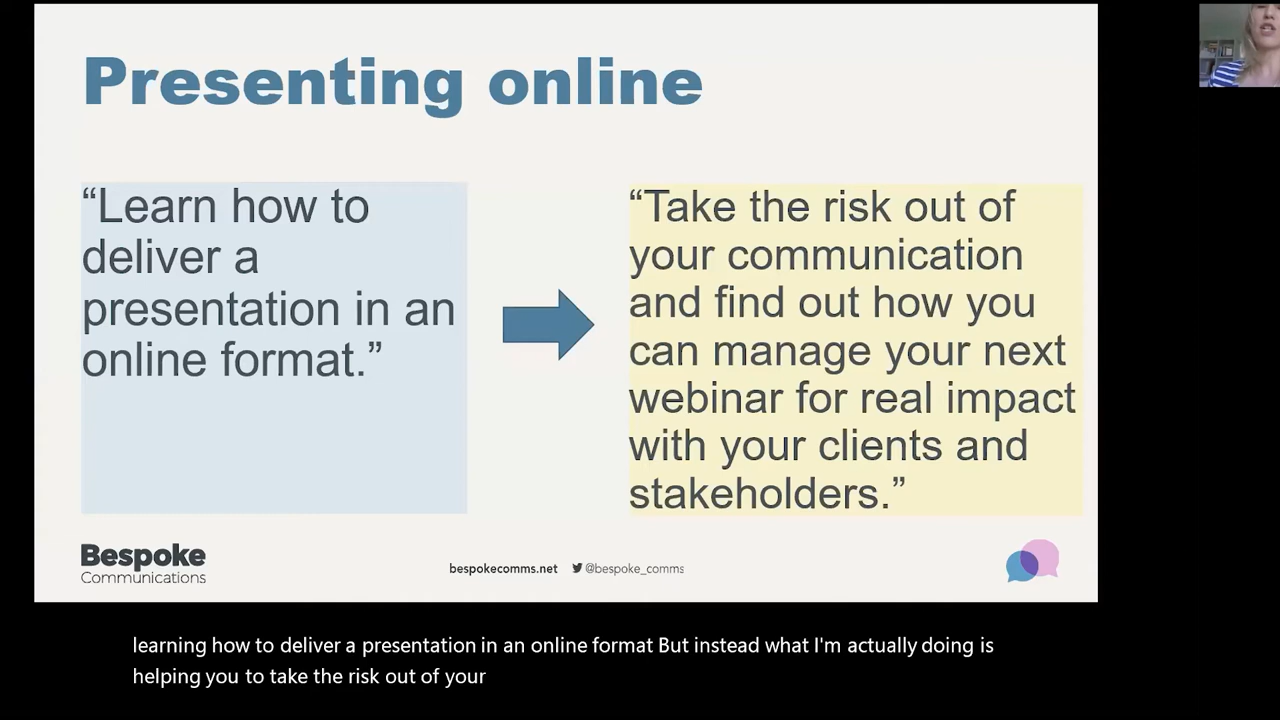 Presenting online
“Learn how to
deliver a
presentation in an
online format.”
“Take the risk out of
your communication
and find out how you
can manage your next
webinar for real impact
with your clients and
stakeholders.”
Bespoke
Communications
bespokecomms.net
@bespoke_comms
learning how to deliver a presentation in an online format But instead what I'm actually doing is
helping you to take the risk out of your